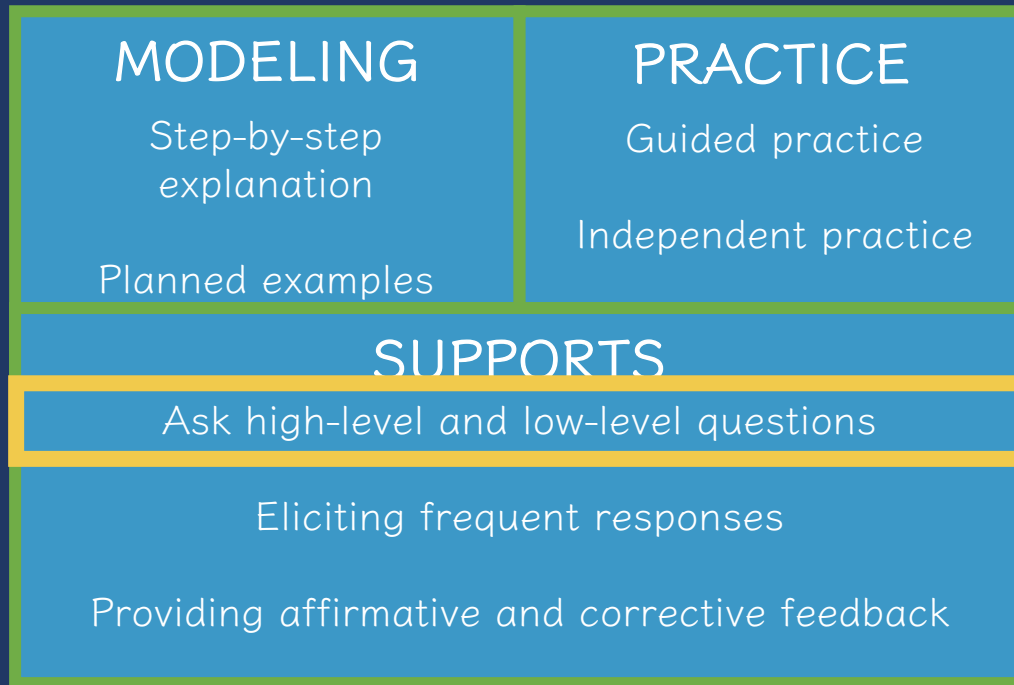 MODELING
Step-by-step
explanation
Planned examples
PRACTICE
Guided practice
Independent practice
SUPPORTS
Ask high-level and low-level questions
Eliciting frequent responses
Providing affirmative and corrective feedback